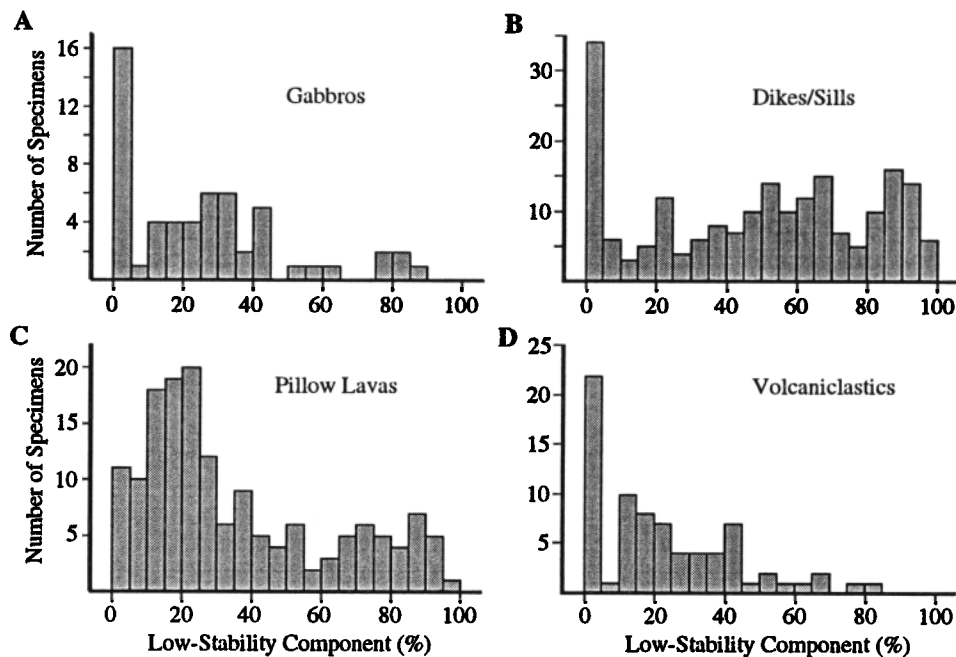 A
Number of Specimens
16
12
8
4
Gabbros
0 20 40 60 80 100
B
30
20
10
Dikes/Sills
0 20 40 60 80 100
C
Number of Specimens
20
15
10
5
Pillow Lavas
0 20 40 60 80 100
Low-Stability Component (%)
D
25
20
15
10
5
Volcaniclastics
0 20 40 60 80 100
Low-Stability Component (%)